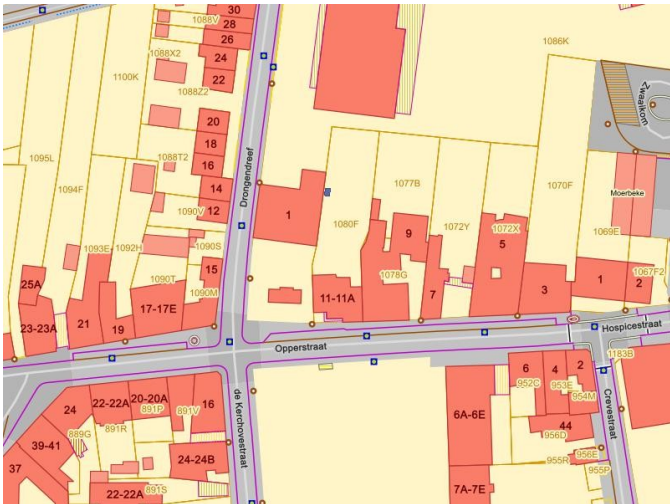 1088V
30
28
26
1088X2
24
22
1088Z2
1100K
20
18
16
1088T2
14
12
1090V
1095L
1094F
1093E
1092H
1090S
1090T
15
1090M
25A
23-23A
21
19
17-17E
Drongendreef
1
1080F
1077B
9
1078G
7
1072Y
1072X
5
1070F
3
11-11A
1086K
Zwaaikom
Moerbeke
1069E
1
2
1067F2
Opperstraat
Hospicestraat
1183B
Crevestraat
de Kerchovestraat
24
22-22A
20-20A
16
891P
891V
891R
889G
39-41
37
24-24B
22-22A
891S
6A-6E
7A-7E
6
4
2
952C
953E
954M
44
956D
955R
956E
955P